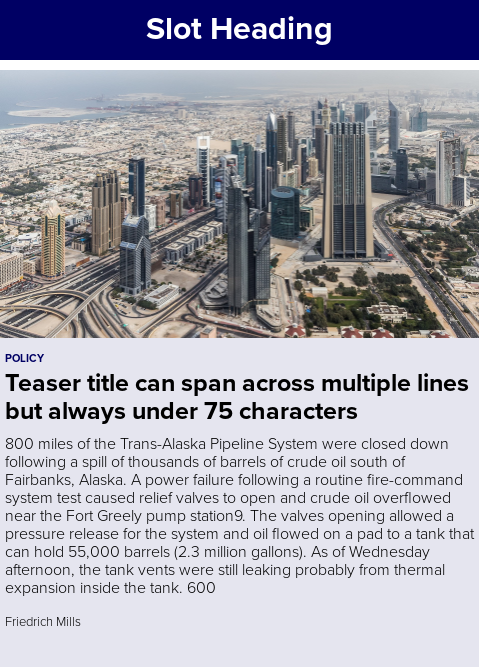 Slot Heading
POLICY
Teaser title can span across multiple lines
but always under 75 characters
800 miles of the Trans-Alaska Pipeline System were closed down
following a spill of thousands of barrels of crude oil south of
Fairbanks, Alaska. A power failure following a routine fire-command
system test caused relief valves to open and crude oil overflowed
near the Fort Greely pump station9. The valves opening allowed a
pressure release for the system and oil flowed on a pad to a tank that
can hold 55,000 barrels (2.3 million gallons). As of Wednesday
afternoon, the tank vents were still leaking probably from thermal
expansion inside the tank. 600
Friedrich Mills